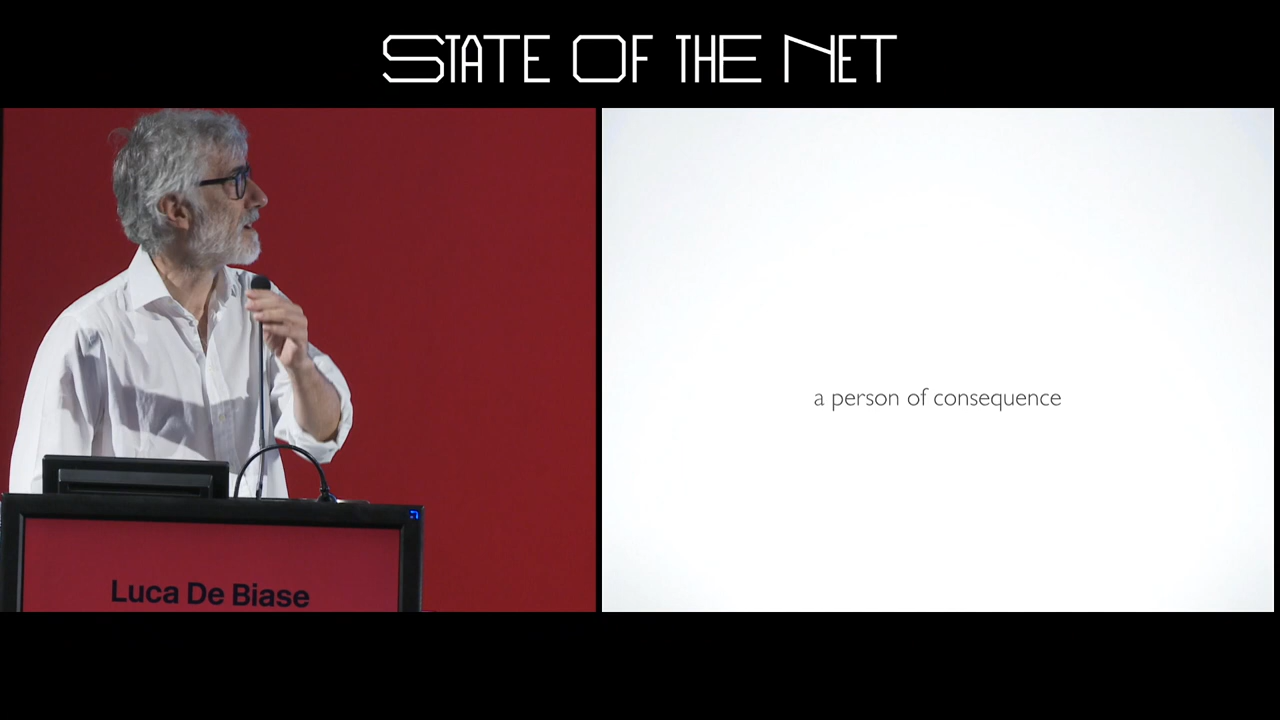 STATE OF THE NET
a person of consequence
Luca De Biase